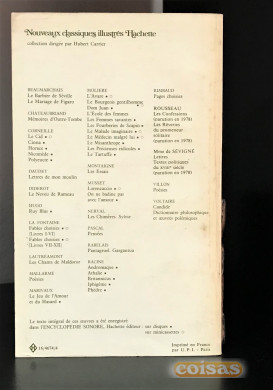 Nouveaux classiques illustrés Hachette
collection dirigée par Hubert Carrier
BEAUMARCHAIS
Le Barbier de Séville
Le Mariage de Figaro
CHATEAUBRIAND
Mémoires d'Outre-Tombe
CORNEILLE
Le Cid
Cinna
Horace
Nicomède
Polyeucte
DAUDET
Lettres de mon moulin
DIDEROT
Le Neveu de Rameau
HUGO
Ruy Blas
LA FONTAINE
Fables choisies
(Livres I-VI)
Fables choisies
(Livres VII-XII)
LAUTRÉAMONT
Les Chants de Maldoror
MALLARMÉ
Poésies
MARIVAUX
Le Jeu de l'Amour
et du Hasard
MOLIÈRE
L'Avare
Le Bourgeois gentilhomme
Dom Juan
L'École des femmes
Les Femmes savantes
Les Fourberies de Scapin
Le Malade imaginaire
Le Médecin malgré lui
Le Misanthrope
Les Précieuses ridicules
Le Tartuffe
MONTAIGNE
Les Essais
MUSSET
Lorenzaccio
On ne badine pas
avec l'amour
NERVAL
Les Chimères, Sylvie
PASCAL
Pensées
RABELAIS
Pantagruel, Gargantua
RACINE
Andromaque
Athalie
Britannicus
Iphigénie
Phèdre
RIMBAUD
Pages choisies
ROUSSEAU
Les Confessions
(parution en 1978)
Les Rêveries
du promeneur
solitaire
(parution en 1978)
Mme de SÉVIGNÉ
Lettres
Textes politiques
du XVIIIe siècle
(parution en 1978)
VILLON
Poésies
VOLTAIRE
Candide
Dictionnaire philosophique
et œuvres polémiques
Le texte intégral de ces œuvres a été enregistré
dans l'ENCYCLOPÉDIE SONORE, Hachette Éditeur : sur disques
sur minicassettes
Imprimé en France
par U.P.I. - Paris
coisas